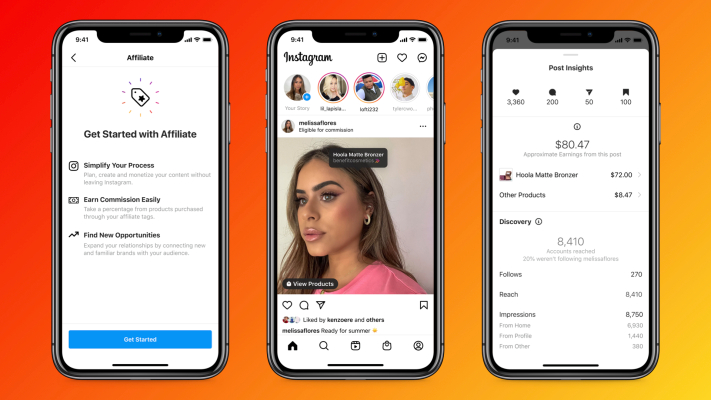 9:41
Affiliate
Get Started with Affiliate
Simplify Your Process
Plan, create and monetize your content without
leaving Instagram.
Earn Commission Easily
Take a percentage from products purchased
through your affiliate tags.
Find New Opportunities
Expand your relationships by connecting new
and familiar brands with your audience.
Get Started
9:41
Instagram
Your Story
lil_lapisla...
lofti232
melissaflores
Eligible for commission
Hoola Matte Bronzer
benefitcosmetics
View Products
Liked by kenzoere and others
melissaflores Ready for summer
9:41
Post Insights
3,360 200 50 100
$80.47
Approximate Earnings from this post
Hoola Matte Bronzer $72.00
Other Products $8.47
Discovery
8,410
Accounts reached
20% weren't following melissaflores
Follows 270
Reach 8,410
Impressions 8,750
From Home 6,930
From Profile 1,440
From Other 380